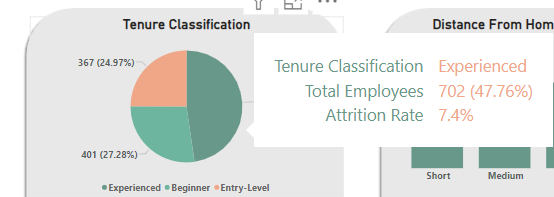 Tenure Classification
367 (24.97%)
401 (27.28%)
Experienced Beginner Entry-Level
Tenure Classification Experienced
Total Employees 702 (47.76%)
Attrition Rate 7.4%
Distance From Hom
Short Medium